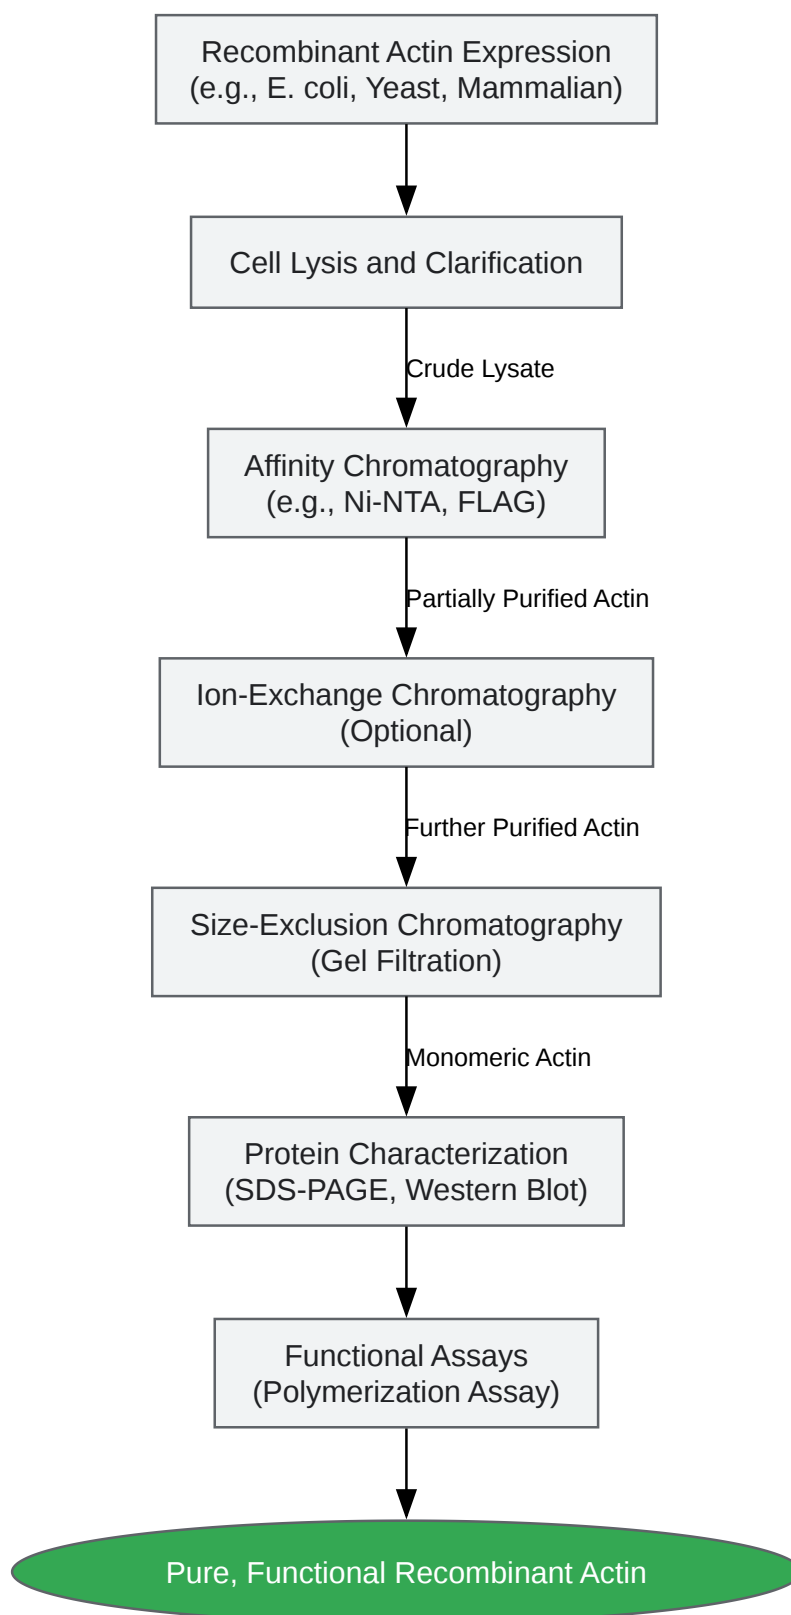 Recombinant Actin Expression
(e.g., E. coli, Yeast, Mammalian)
Cell Lysis and Clarification
Crude Lysate
Affinity Chromatography
(e.g., Ni-NTA, FLAG)
Partially Purified Actin
Ion-Exchange Chromatography
(Optional)
Further Purified Actin
Size-Exclusion Chromatography
(Gel Filtration)
Monomeric Actin
Protein Characterization
(SDS-PAGE, Western Blot)
Functional Assays
(Polymerization Assay)
Pure, Functional Recombinant Actin